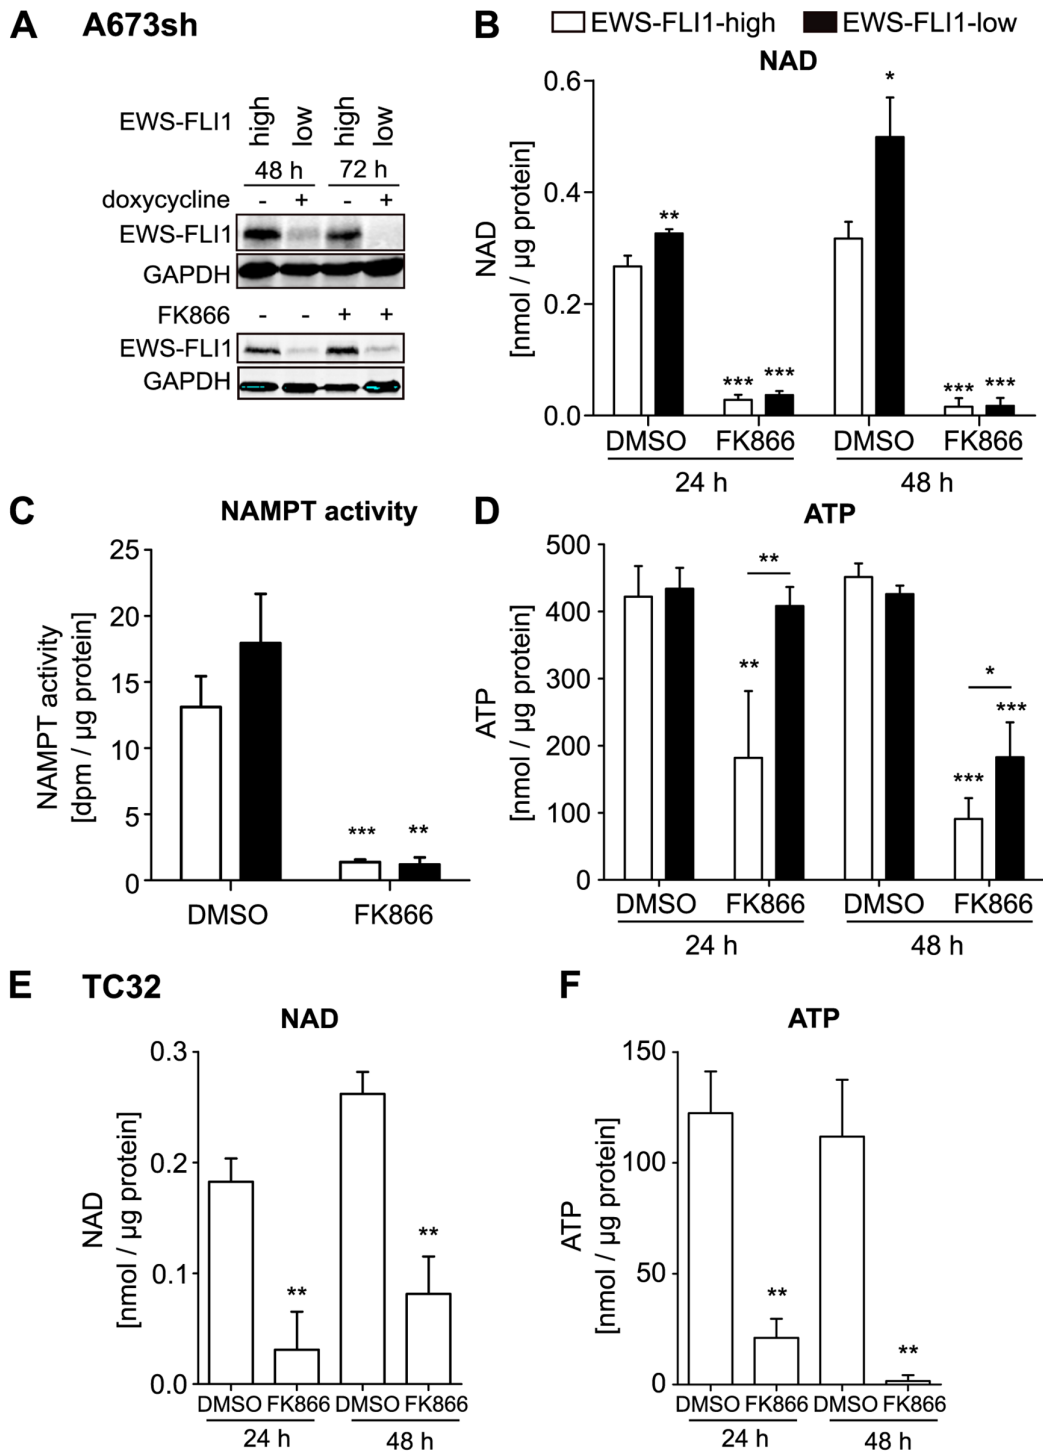 A A673sh
EWS-FLI1 high low high low
48 h 72 h
doxycycline - + - +
EWS-FLI1
GAPDH
FK866 - - + +
EWS-FLI1
GAPDH
B EWS-FLI1-high EWS-FLI1-low
NAD
NAD
[nmol / µg protein]
0.6
0.4
0.2
0.0
** *** *** * *** ***
DMSO FK866 DMSO FK866
24 h 48 h
C NAMPT activity
NAMPT activity
[dpm / µg protein]
25
20
15
10
5
0
*** **
DMSO FK866
D ATP
ATP
[nmol / µg protein]
500
400
300
200
100
0
**
**
*
***
***
DMSO FK866 DMSO FK866
24 h 48 h
E TC32
NAD
NAD
[nmol / µg protein]
0.3
0.2
0.1
0.0
** **
DMSO FK866 DMSO FK866
24 h 48 h
F
ATP
ATP
[nmol / µg protein]
150
100
50
0
** **
DMSO FK866 DMSO FK866
24 h 48 h